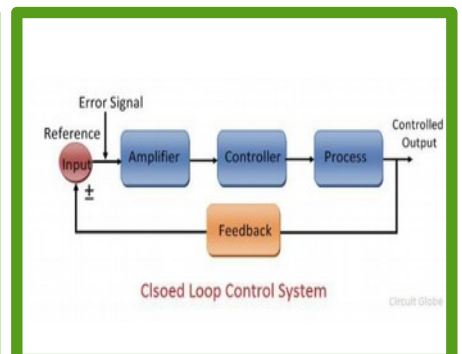 Error Signal
Reference
Controlled
Output
Input
Amplifier
Controller
Process
±
Feedback
Clsoed Loop Control System
Circuit Globe